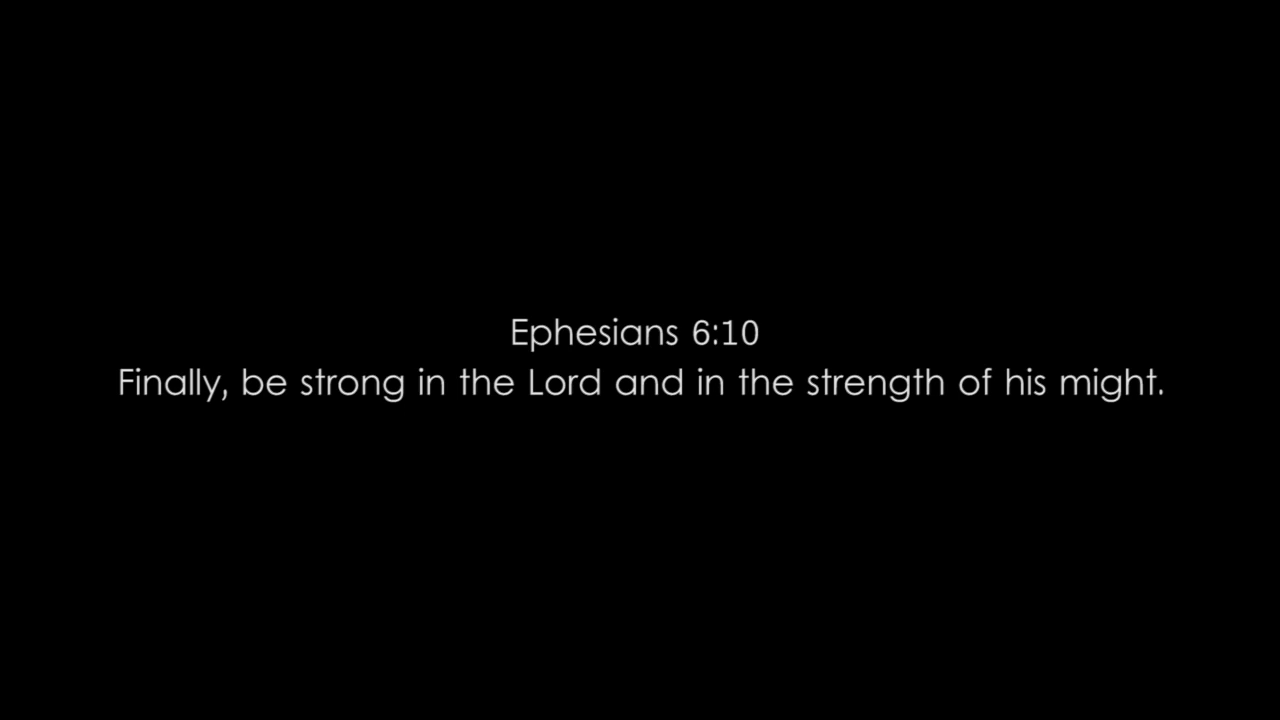 Ephesians 6:10
Finally, be strong in the Lord and in the strength of his might.